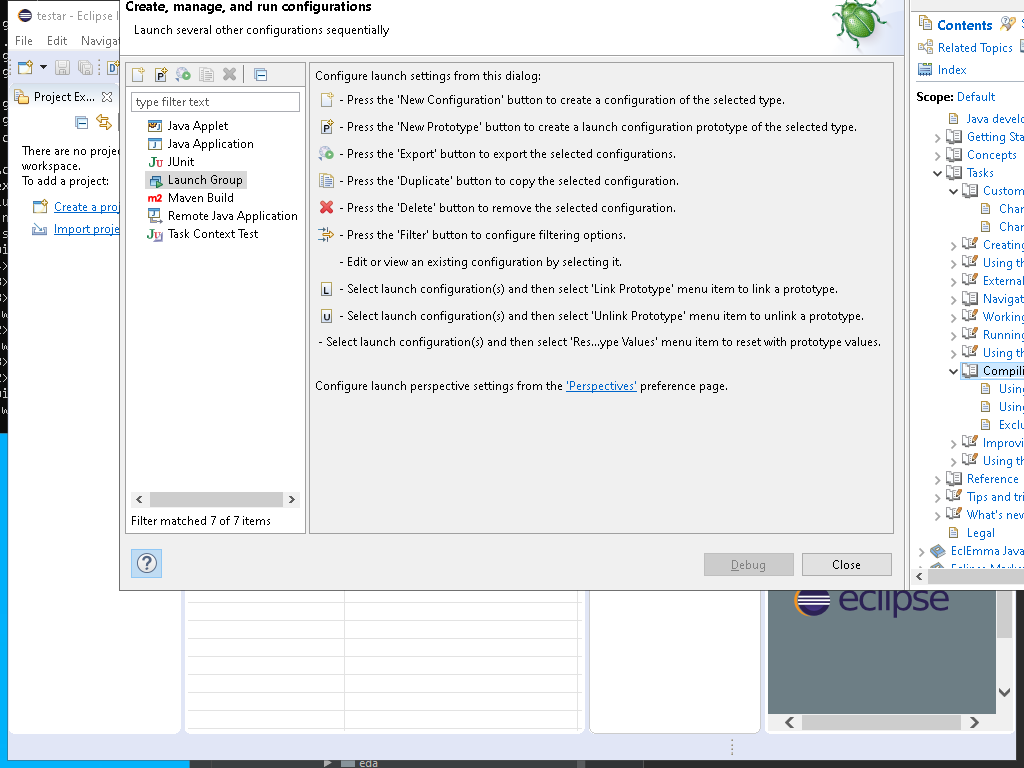 Create, manage, and run configurations
Launch several other configurations sequentially
testar - Eclipse
File Edit Navigat
Project Ex...
There are no proje
workspace.
To add a project:
Create a proj
Import proje
type filter text
Java Applet
Java Application
JUnit
Launch Group
Maven Build
Remote Java Application
Task Context Test
Filter matched 7 of 7 items
Configure launch settings from this dialog:
- Press the 'New Configuration' button to create a configuration of the selected type.
- Press the 'New Prototype' button to create a launch configuration prototype of the selected type.
- Press the 'Export' button to export the selected configurations.
- Press the 'Duplicate' button to copy the selected configuration.
- Press the 'Delete' button to remove the selected configuration.
- Press the 'Filter' button to configure filtering options.
- Edit or view an existing configuration by selecting it.
- Select launch configuration(s) and then select 'Link Prototype' menu item to link a prototype.
- Select launch configuration(s) and then select 'Unlink Prototype' menu item to unlink a prototype.
- Select launch configuration(s) and then select 'Res...ype Values' menu item to reset with prototype values.
Configure launch perspective settings from the 'Perspectives' preference page.
Debug
Close
Contents
Related Topics
Index
Scope: Default
Java develo
Getting Sta
Concepts
Tasks
Custom
Char
Char
Creating
Using th
External
Navigat
Working
Running
Using th
Compili
Using
Using
Exclu
Improvi
Using th
Reference
Tips and tri
What's new
Legal
EclEmma Java
eclipse
eda